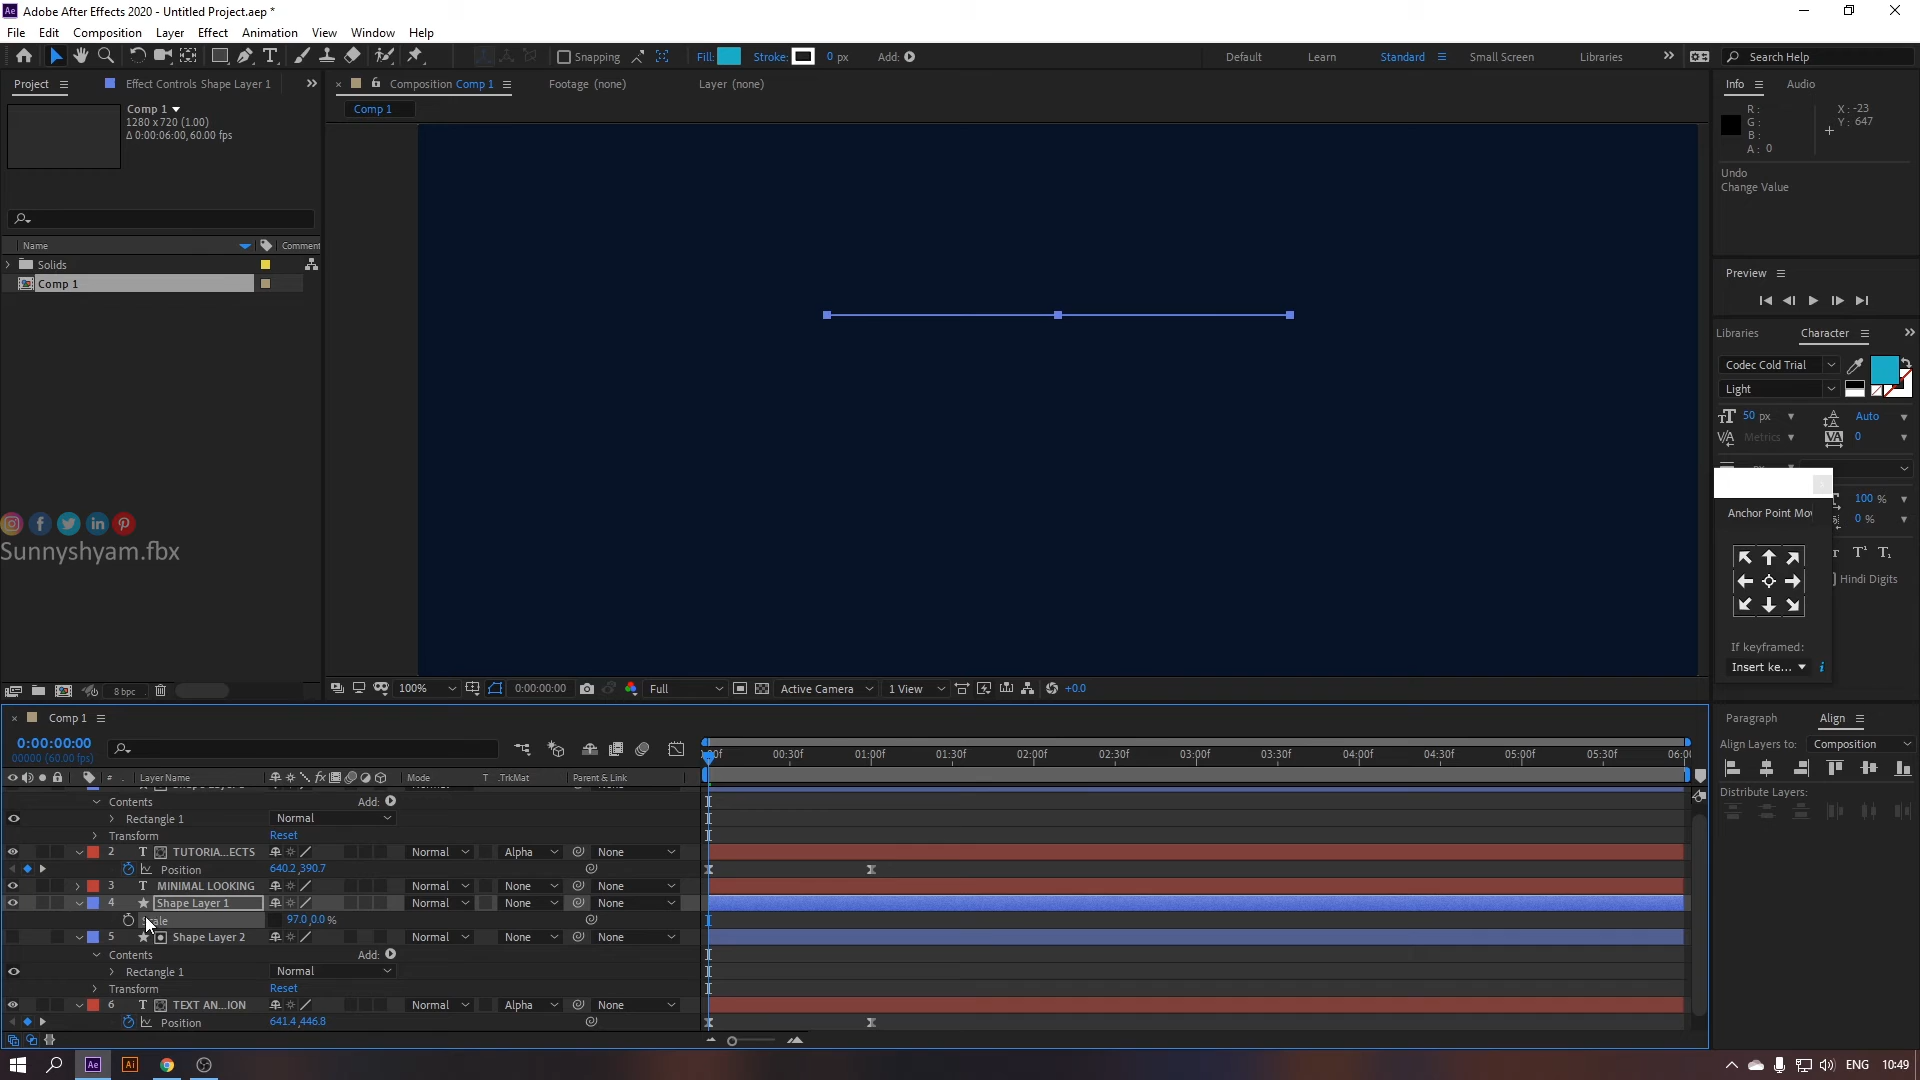 Adobe After Effects 2020 - Untitled Project.aep *
File Edit Composition Layer Effect Animation View Window Help
Snapping Fill: Stroke: 0 px Add: Default Learn Standard Small Screen Libraries Search Help
Project Effect Controls Shape Layer 1 Composition Comp 1 Footage (none) Layer (none) Info Audio
Comp 1
1280 x 720 (1.00)
Δ 0:00:06:00, 60.00 fps
Comp 1
R:
G:
B:
A: 0
X: -23
Y: 647
Undo
Change Value
Name Comment
Solids
Comp 1
Preview
Libraries Character
Codec Cold Trial
Light
50 px Auto
Metrics 0
100 %
0 %
Anchor Point Mov
Hindi Digits
If keyframed:
Insert ke...
Sunnyshyam.fbx
8 bpc 100% 0:00:00:00 Full Active Camera 1 View +0.0
Comp 1
0:00:00:00
00000 (60.00 fps)
00:30f 01:00f 01:30f 02:00f 02:30f 03:00f 03:30f 04:00f 04:30f 05:00f 05:30f 06:00
# Layer Name Mode T .TrkMat Parent & Link
Contents Add:
Rectangle 1 Normal
Transform Reset
2 T TUTORIA...ECTS Normal Alpha None
Position 640.2,390.7
3 T MINIMAL LOOKING Normal None None
4 Shape Layer 1 Normal None None
97.0,0.0 %
5 Shape Layer 2 Normal None None
Contents Add:
Rectangle 1 Normal
Transform Reset
6 T TEXT AN...ION Normal Alpha None
Position 641.4,446.8
Paragraph Align
Align Layers to: Composition
Distribute Layers:
Ae Ai ENG 10:49